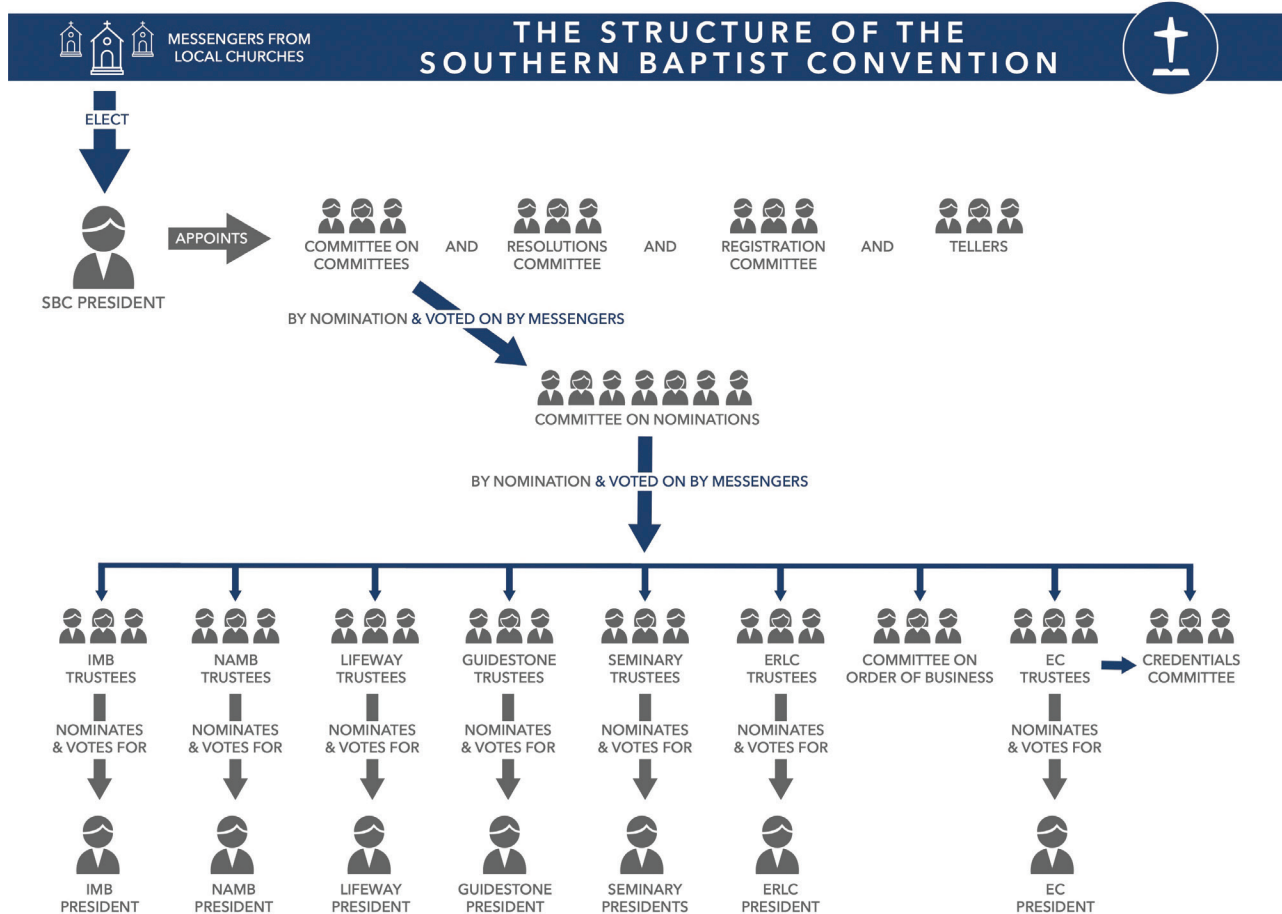 MESSENGERS FROM
LOCAL CHURCHES
THE STRUCTURE OF THE
SOUTHERN BAPTIST CONVENTION
ELECT
SBC PRESIDENT
APPOINTS
COMMITTEE ON
COMMITTEES
AND
RESOLUTIONS
COMMITTEE
AND
REGISTRATION
COMMITTEE
AND
TELLERS
BY NOMINATION & VOTED ON BY MESSENGERS
COMMITTEE ON NOMINATIONS
BY NOMINATION & VOTED ON BY MESSENGERS
IMB
TRUSTEES
NAMB
TRUSTEES
LIFEWAY
TRUSTEES
GUIDESTONE
TRUSTEES
SEMINARY
TRUSTEES
ERLC
TRUSTEES
COMMITTEE ON
ORDER OF BUSINESS
EC
TRUSTEES
CREDENTIALS
COMMITTEE
NOMINATES
& VOTES FOR
NOMINATES
& VOTES FOR
NOMINATES
& VOTES FOR
NOMINATES
& VOTES FOR
NOMINATES
& VOTES FOR
NOMINATES
& VOTES FOR
NOMINATES
& VOTES FOR
IMB
PRESIDENT
NAMB
PRESIDENT
LIFEWAY
PRESIDENT
GUIDESTONE
PRESIDENT
SEMINARY
PRESIDENTS
ERLC
PRESIDENT
EC
PRESIDENT